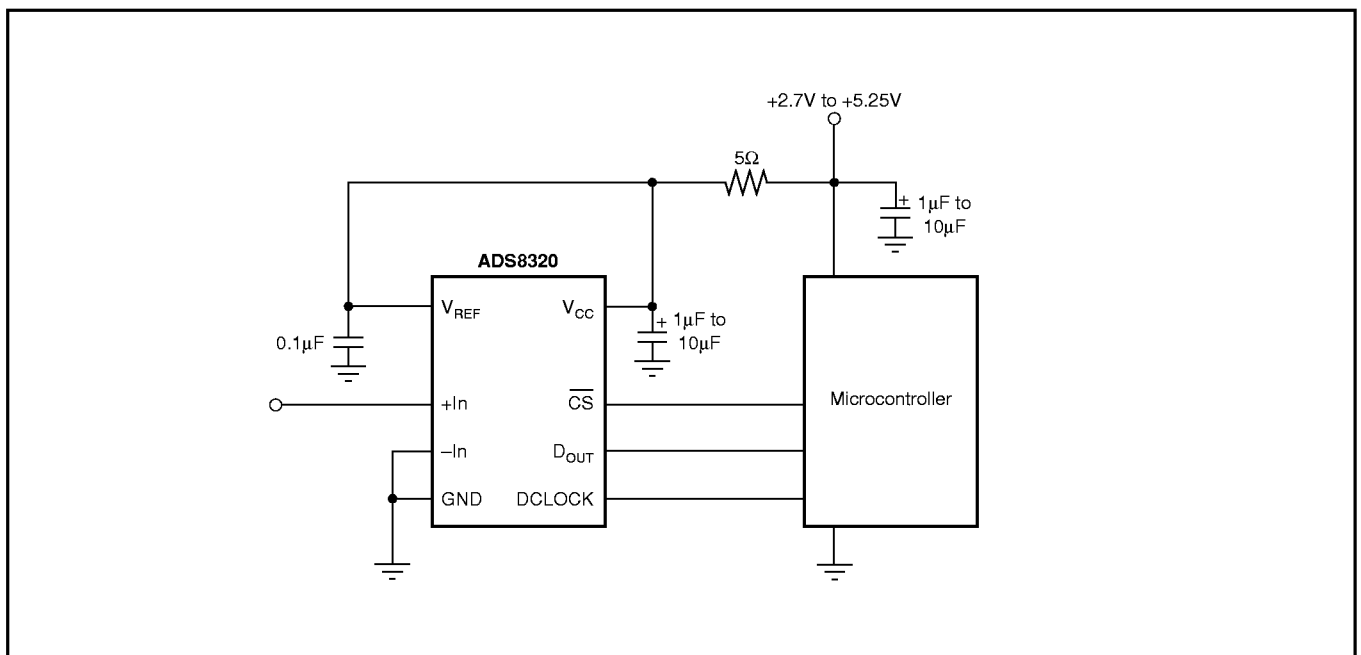 +2.7V to +5.25V
5Ω
+ 1μF to
10μF
ADS8320
VREF
VCC
+ 1μF to
10μF
0.1μF
+In
CS
Microcontroller
–In
DOUT
GND
DCLOCK